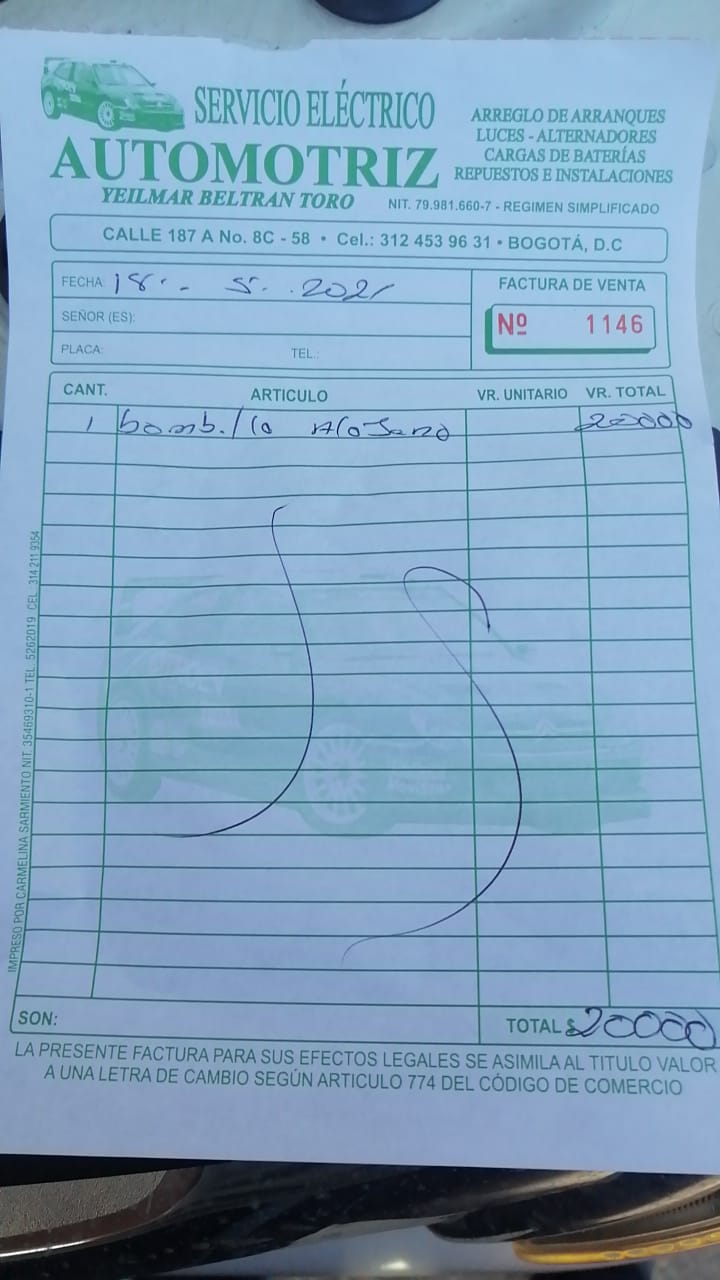 SERVICIO ELÉCTRICO
AUTOMOTRIZ
YEILMAR BELTRAN TORO
ARREGLO DE ARRANQUES
LUCES - ALTERNADORES
CARGAS DE BATERÍAS
REPUESTOS E INSTALACIONES
NIT. 79.981.660-7 - REGIMEN SIMPLIFICADO
CALLE 187 A No. 8C - 58 • Cel.: 312 453 96 31 • BOGOTÁ, D.C
FECHA: 18 - 5 - 2021
SEÑOR (ES):
PLACA: TEL.:
FACTURA DE VENTA
Nº 1146
CANT. ARTICULO VR. UNITARIO VR. TOTAL
1 bombillo Alojeno 20000
SON: TOTAL $ 20000
LA PRESENTE FACTURA PARA SUS EFECTOS LEGALES SE ASIMILA AL TITULO VALOR
A UNA LETRA DE CAMBIO SEGÚN ARTICULO 774 DEL CÓDIGO DE COMERCIO
IMPRESO POR CARMELINA SARMIENTO NIT. 35469310-1 TEL. 5262019 CEL. 314 211 9354